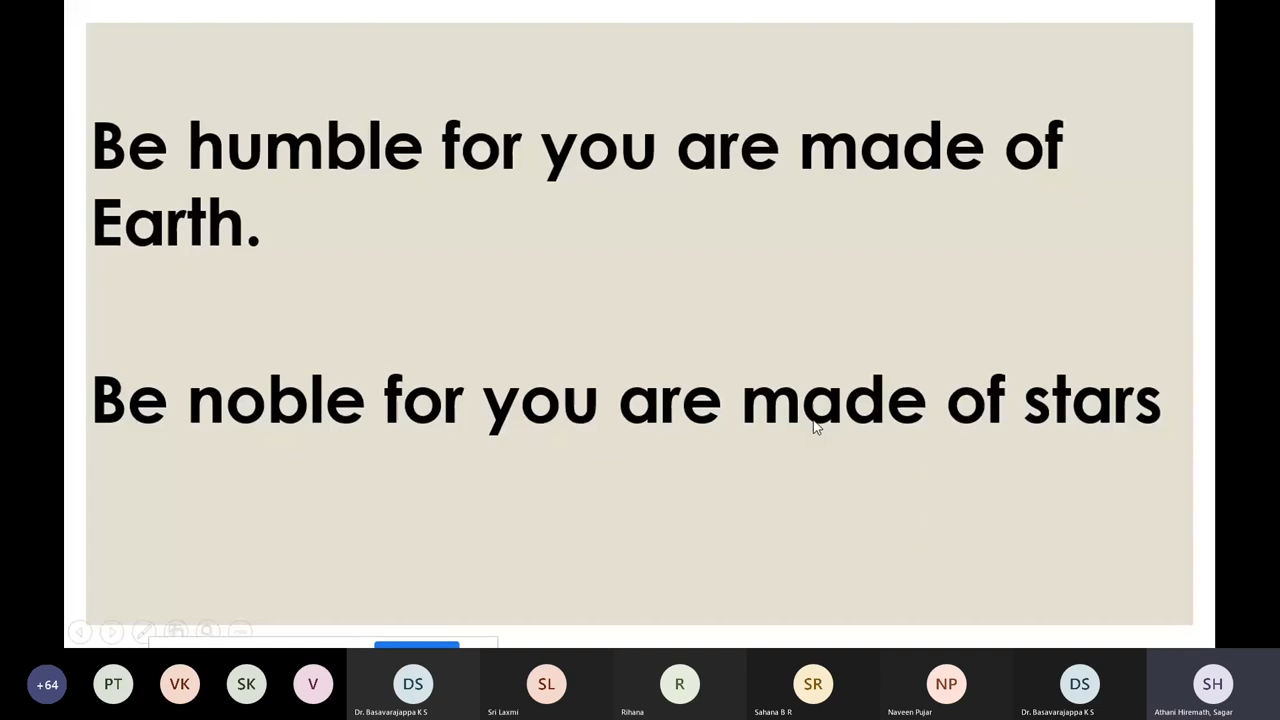 Be humble for you are made of
Earth.
Be noble for you are made of stars
+64
PT
VK
SK
V
DS
SL
R
SR
NP
DS
SH
Dr. Basavarajappa K S
Sri Laxmi
Rihana
Sahana B R
Naveen Pujar
Dr. Basavarajappa K S
Athani Hiremath, Sagar